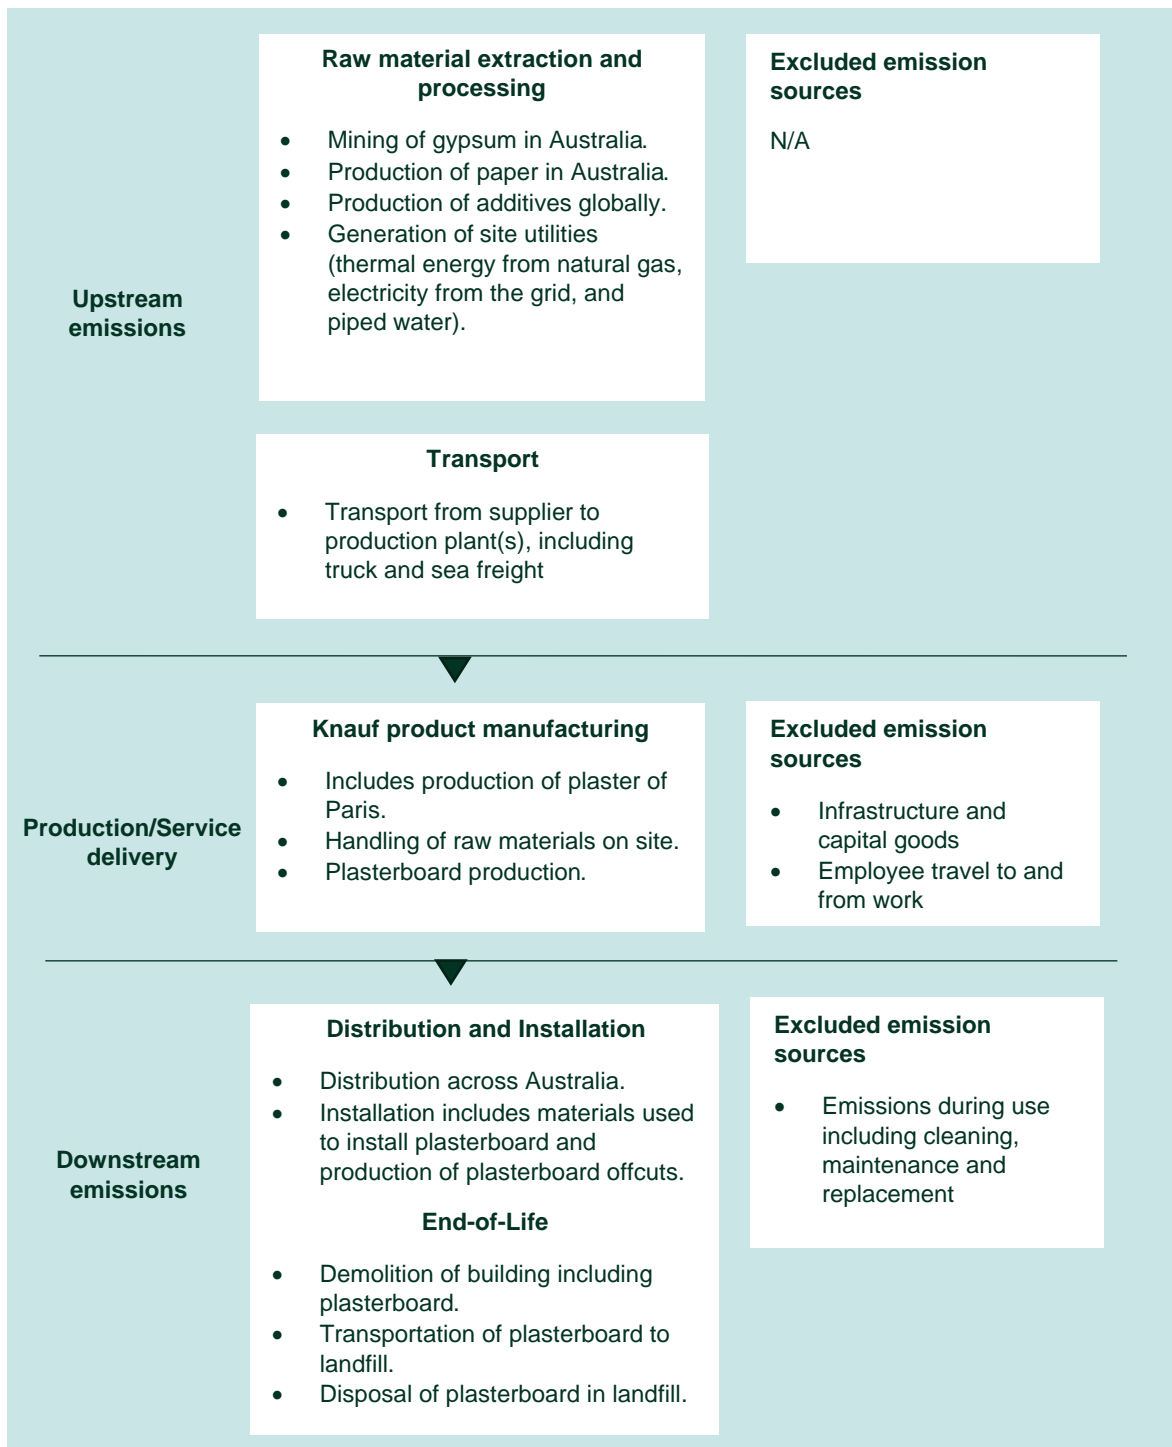 Upstream
emissions
Raw material extraction and
processing
• Mining of gypsum in Australia.
• Production of paper in Australia.
• Production of additives globally.
• Generation of site utilities
(thermal energy from natural gas,
electricity from the grid, and
piped water).
Excluded emission
sources
N/A
Transport
• Transport from supplier to
production plant(s), including
truck and sea freight
Production/Service
delivery
Knauf product manufacturing
• Includes production of plaster of
Paris.
• Handling of raw materials on site.
• Plasterboard production.
Excluded emission
sources
• Infrastructure and
capital goods
• Employee travel to and
from work
Downstream
emissions
Distribution and Installation
• Distribution across Australia.
• Installation includes materials used
to install plasterboard and
production of plasterboard offcuts.
End-of-Life
• Demolition of building including
plasterboard.
• Transportation of plasterboard to
landfill.
• Disposal of plasterboard in landfill.
Excluded emission
sources
• Emissions during use
including cleaning,
maintenance and
replacement